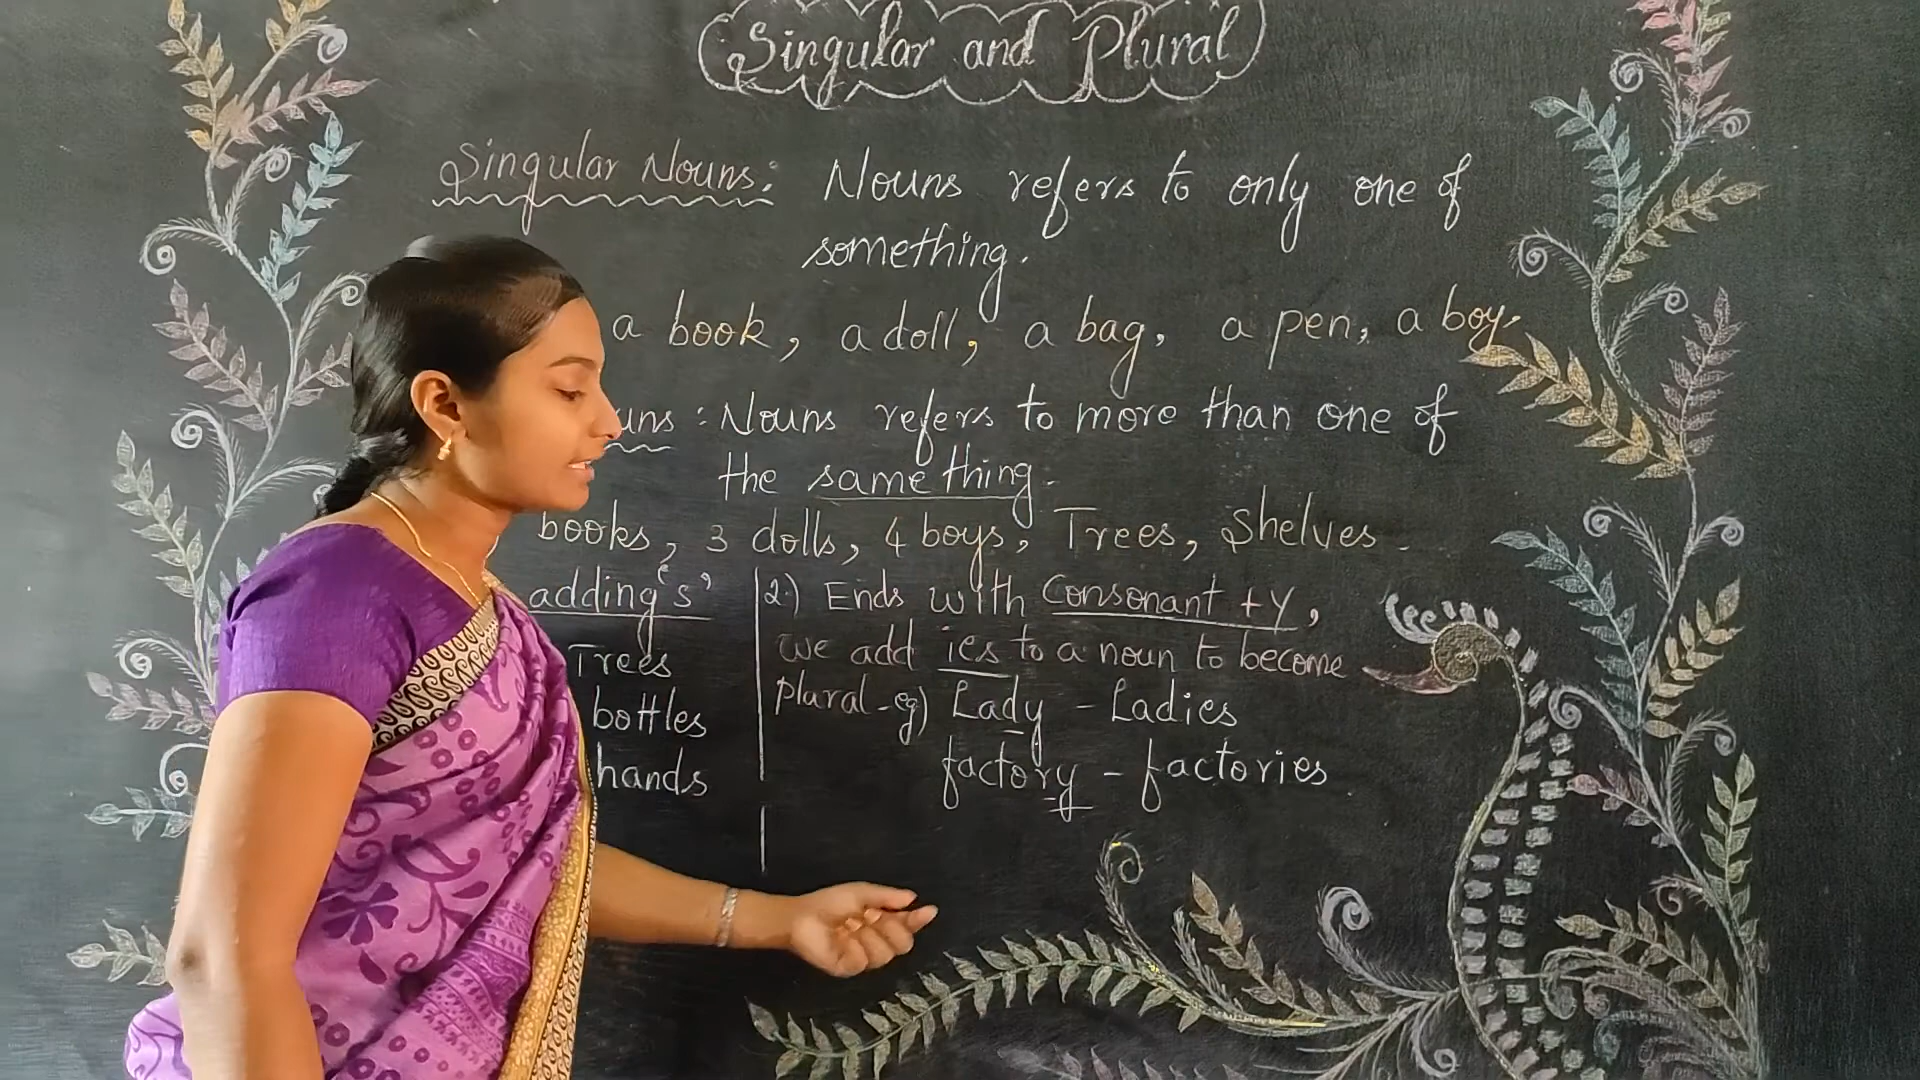 Singular and Plural
Singular Nouns: Nouns refers to only one of
something.
a book, a doll, a bag, a pen, a boy.
: Nouns refers to more than one of
the same thing.
books, 3 dolls, 4 boys, Trees, Shelves.
adding 's'
Trees
bottles
hands
2.) Ends with Consonant + y,
we add ies to a noun to become
plural - eg) Lady - Ladies
factory - factories